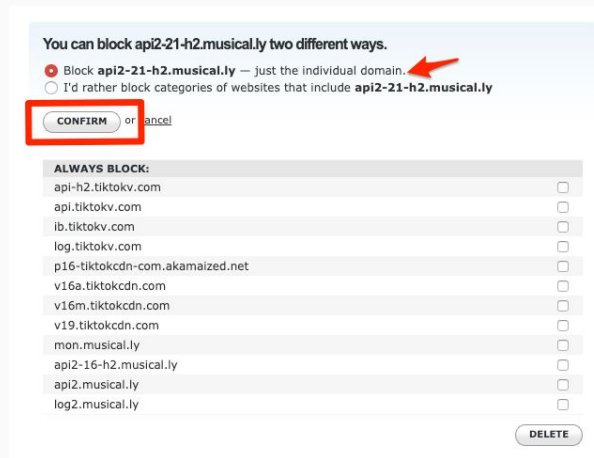 You can block api2-21-h2.musical.ly two different ways.
Block api2-21-h2.musical.ly — just the individual domain.
I'd rather block categories of websites that include api2-21-h2.musical.ly
CONFIRM or ancel
ALWAYS BLOCK:
api-h2.tiktokv.com
api.tiktokv.com
ib.tiktokv.com
log.tiktokv.com
p16-tiktokcdn-com.akamaized.net
v16a.tiktokcdn.com
v16m.tiktokcdn.com
v19.tiktokcdn.com
mon.musical.ly
api2-16-h2.musical.ly
api2.musical.ly
log2.musical.ly
DELETE